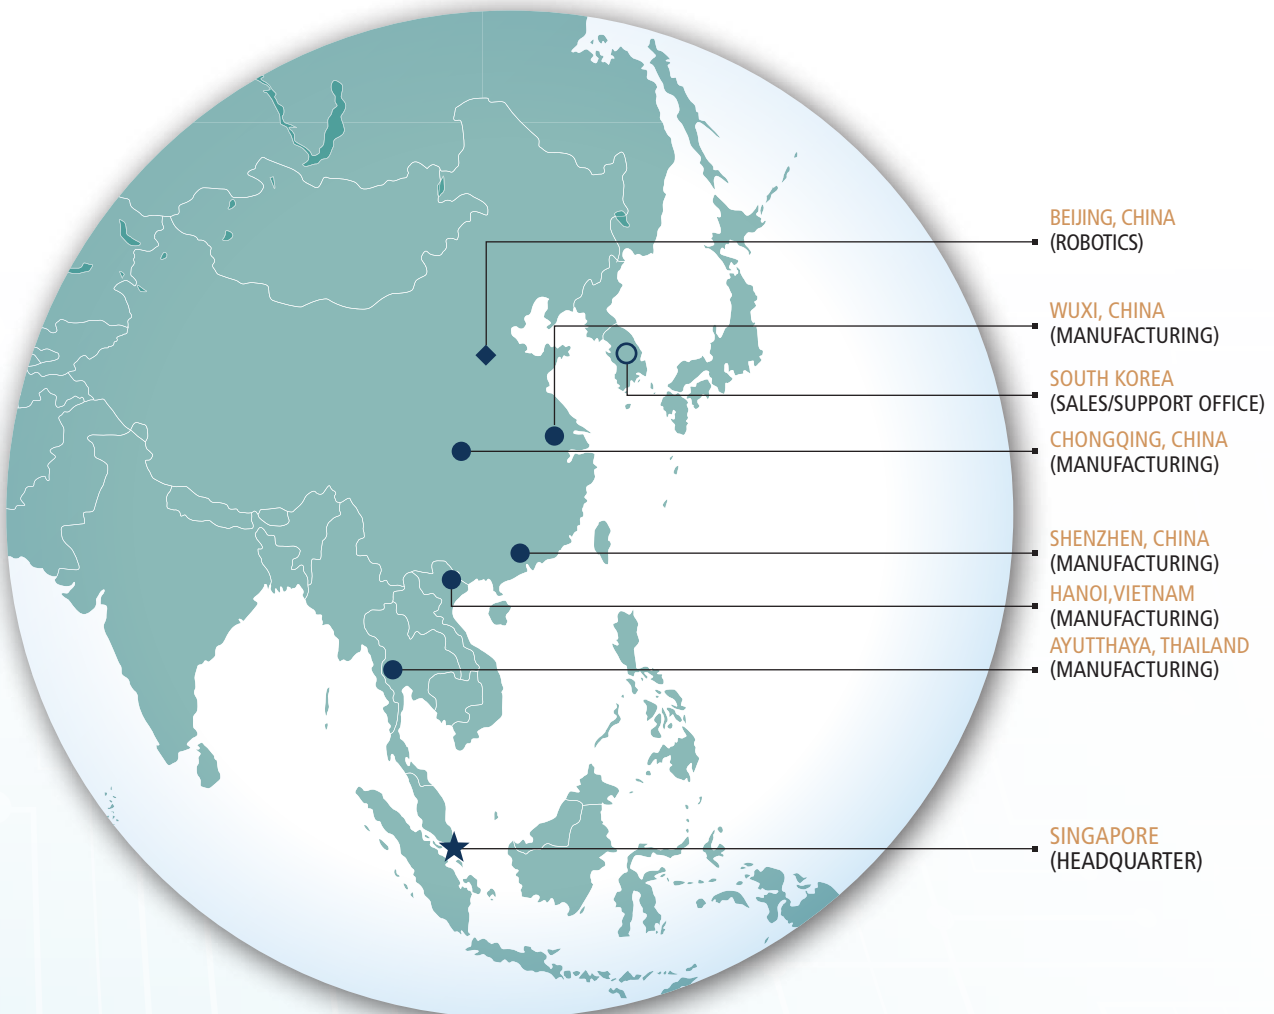 BEIJING, CHINA
(ROBOTICS)
WUXI, CHINA
(MANUFACTURING)
SOUTH KOREA
(SALES/SUPPORT OFFICE)
CHONGQING, CHINA
(MANUFACTURING)
SHENZHEN, CHINA
(MANUFACTURING)
HANOI,VIETNAM
(MANUFACTURING)
AYUTTHAYA, THAILAND
(MANUFACTURING)
SINGAPORE
(HEADQUARTER)